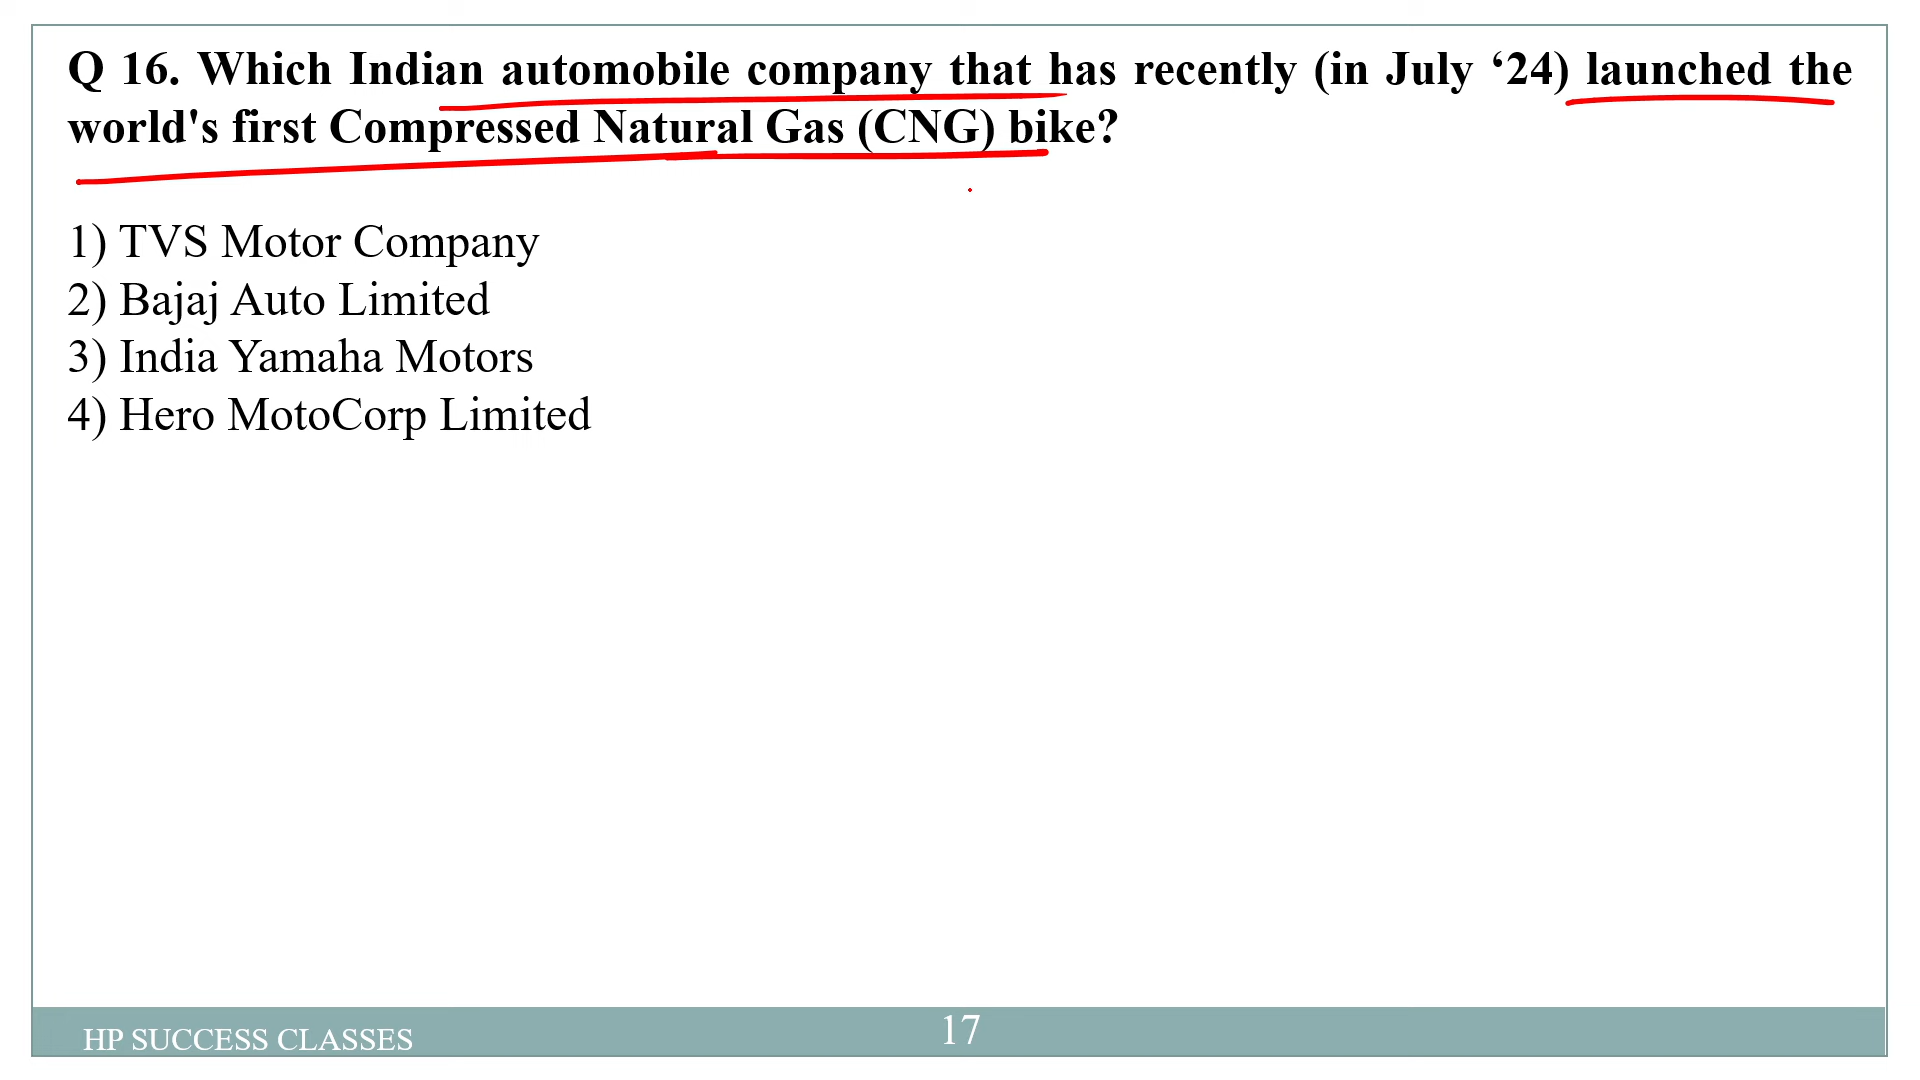 Q 16. Which Indian automobile company that has recently (in July ‘24) launched the
world's first Compressed Natural Gas (CNG) bike?
1) TVS Motor Company
2) Bajaj Auto Limited
3) India Yamaha Motors
4) Hero MotoCorp Limited
HP SUCCESS CLASSES
17